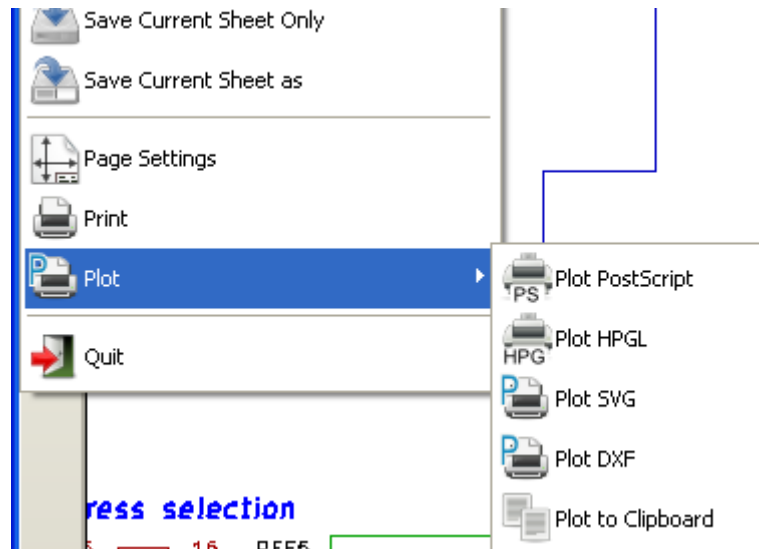 Save Current Sheet Only
Save Current Sheet as
Page Settings
Print
Plot
Plot PostScript
PS
Plot HPGL
HPG
Quit
Plot SVG
Plot DXF
ress selection
Plot to Clipboard